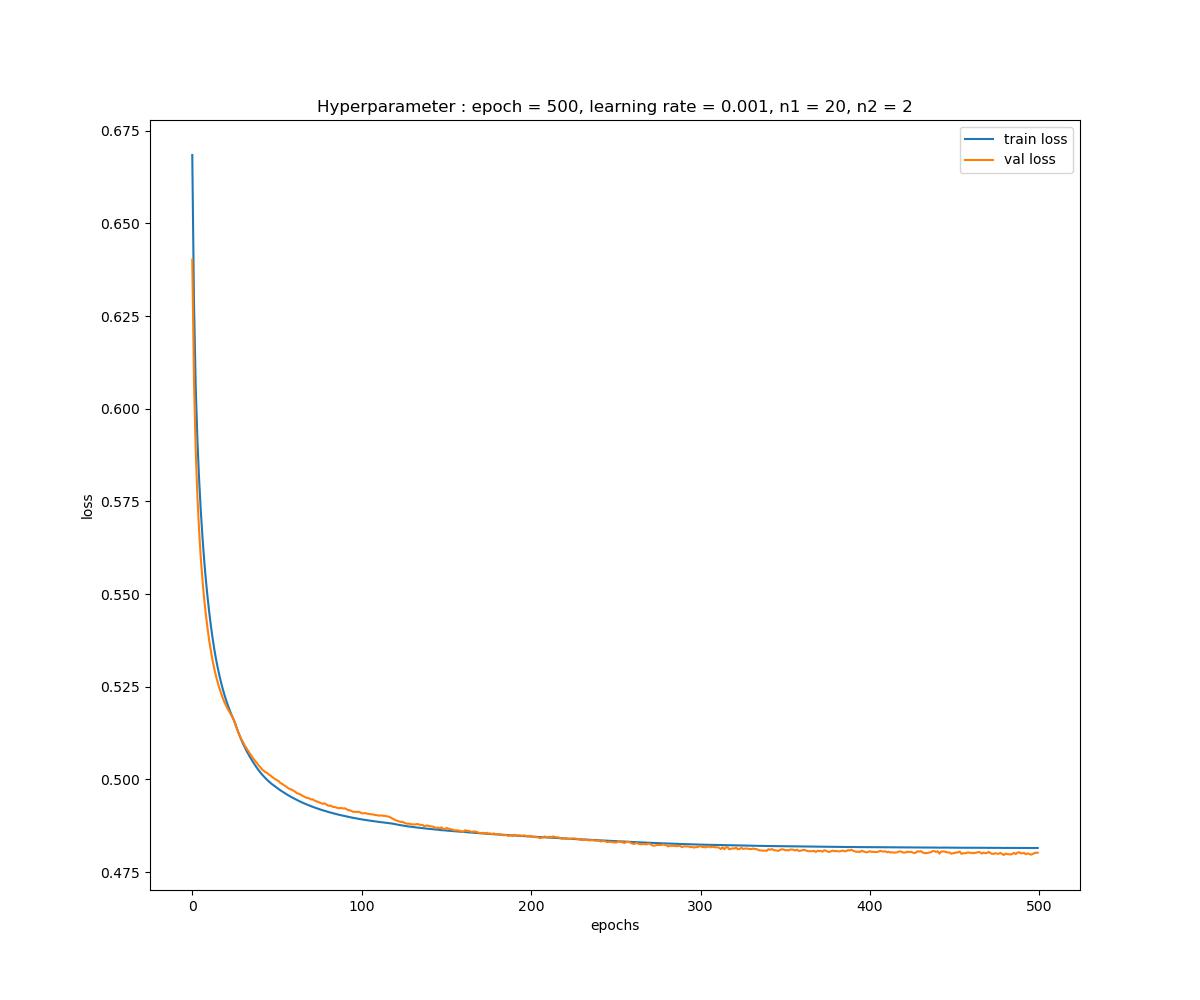 Hyperparameter : epoch = 500, learning rate = 0.001, n1 = 20, n2 = 2
train loss
val loss
0.675
0.650
0.625
0.600
0.575
0.550
0.525
0.500
0.475
loss
0 100 200 300 400 500
epochs